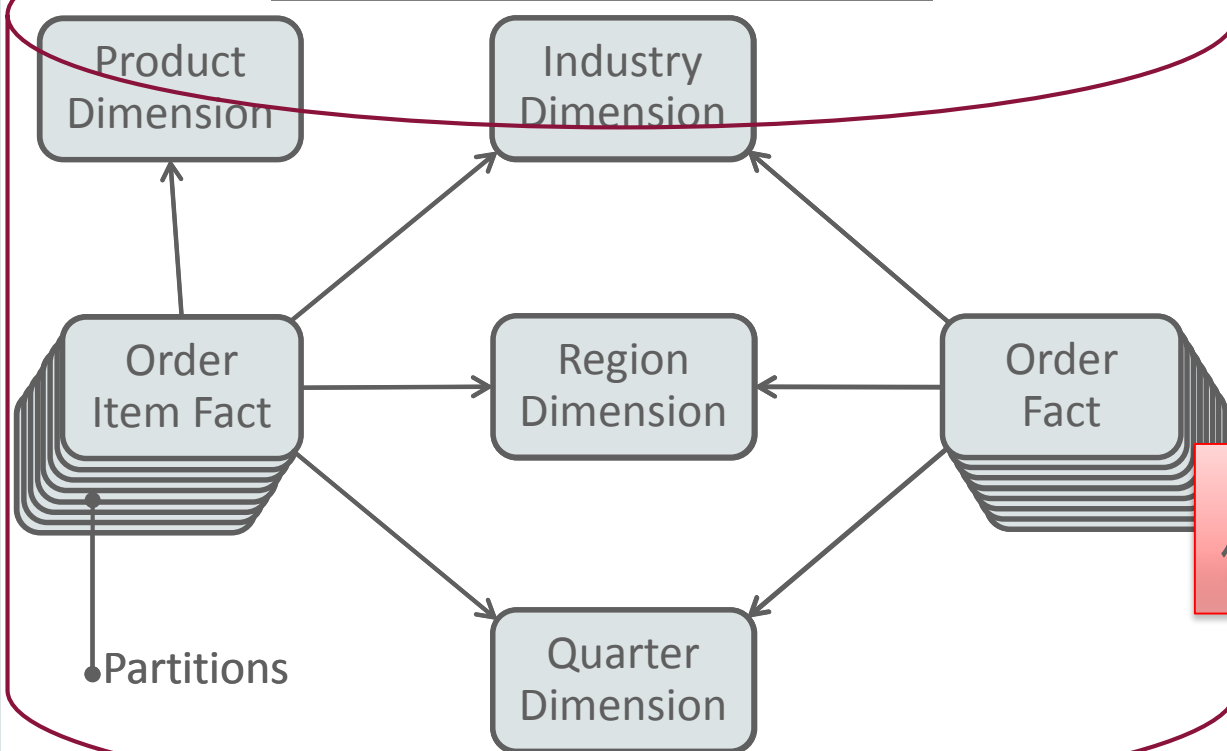 Product
Dimension
Industry
Dimension
Order
Item Fact
Region
Dimension
Order
Fact
Partitions
Quarter
Dimension